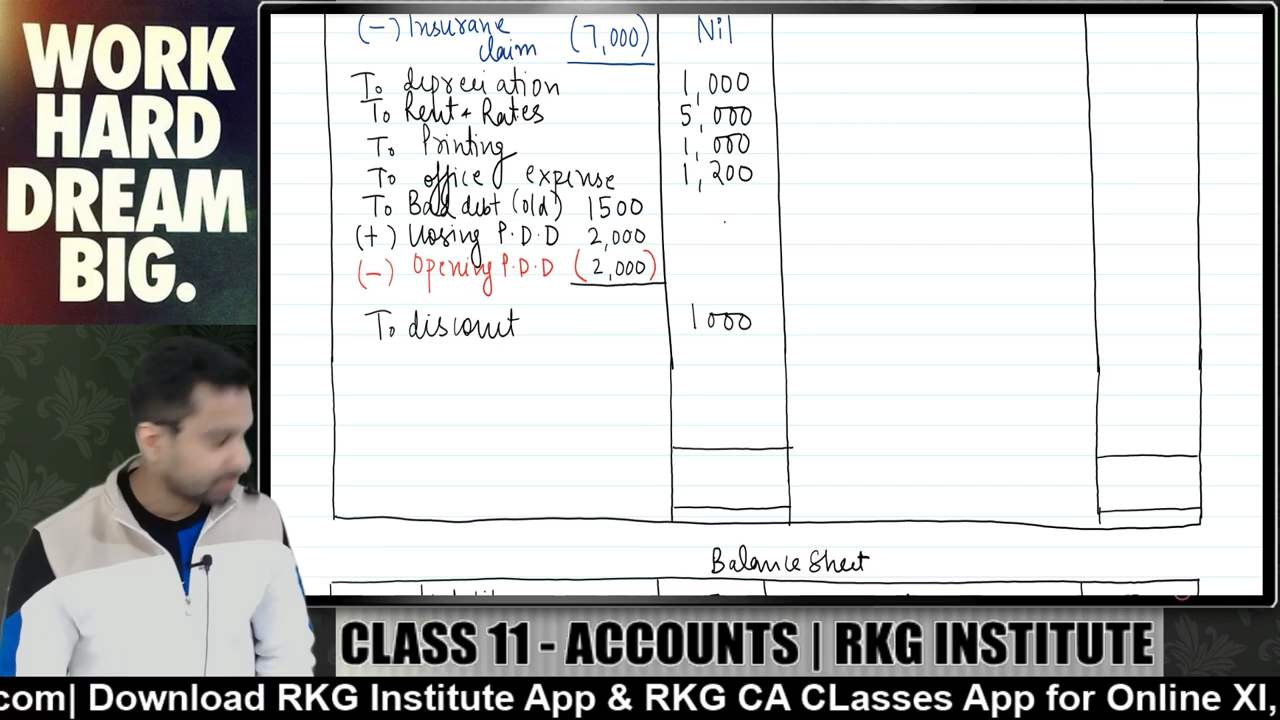 WORK
HARD
DREAM
BIG.
(-) Insurane (7,000) Nil
claim
To depreciation 1,000
To Rent + Rates 5,000
To Printing 1,000
To office expense 1,200
To Bad debt (old) 1500
(+) Closing P.D.D 2,000
(-) Opening P.D.D (2,000)
To discount 1000
Balance Sheet
CLASS 11 - ACCOUNTS | RKG INSTITUTE
.com| Download RKG Institute App & RKG CA CLasses App for Online XI,